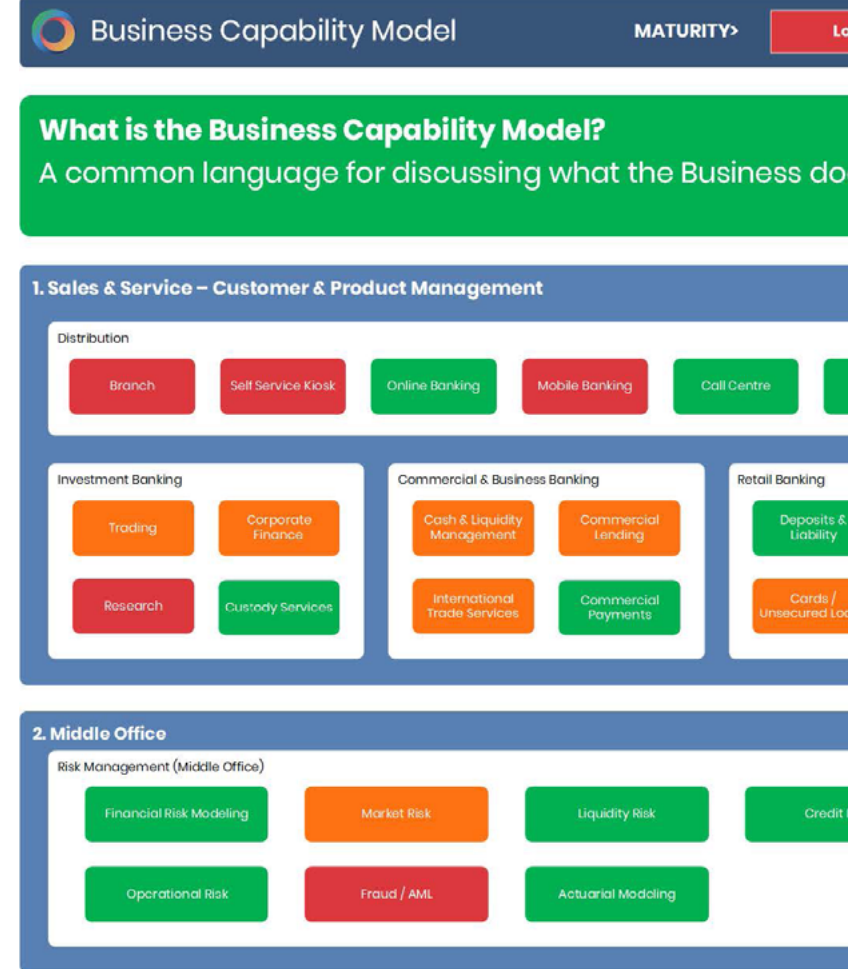 Business Capability Model
MATURITY>
What is the Business Capability Model?
A common language for discussing what the Business
1. Sales & Service – Customer & Product Management
Distribution
Branch
Self Service Kiosk
Online Banking
Mobile Banking
Call Centre
Investment Banking
Trading
Corporate
Finance
Research
Custody Services
Commercial & Business Banking
Cash & Liquidity
Management
Commercial
Lending
International
Trade Services
Commercial
Payments
Retail Banking
Deposits &
Liability
Cards /
Unsecured
2. Middle Office
Risk Management (Middle Office)
Financial Risk Modeling
Market Risk
Liquidity Risk
Credit
Operational Risk
Fraud / AML
Actuarial Modeling